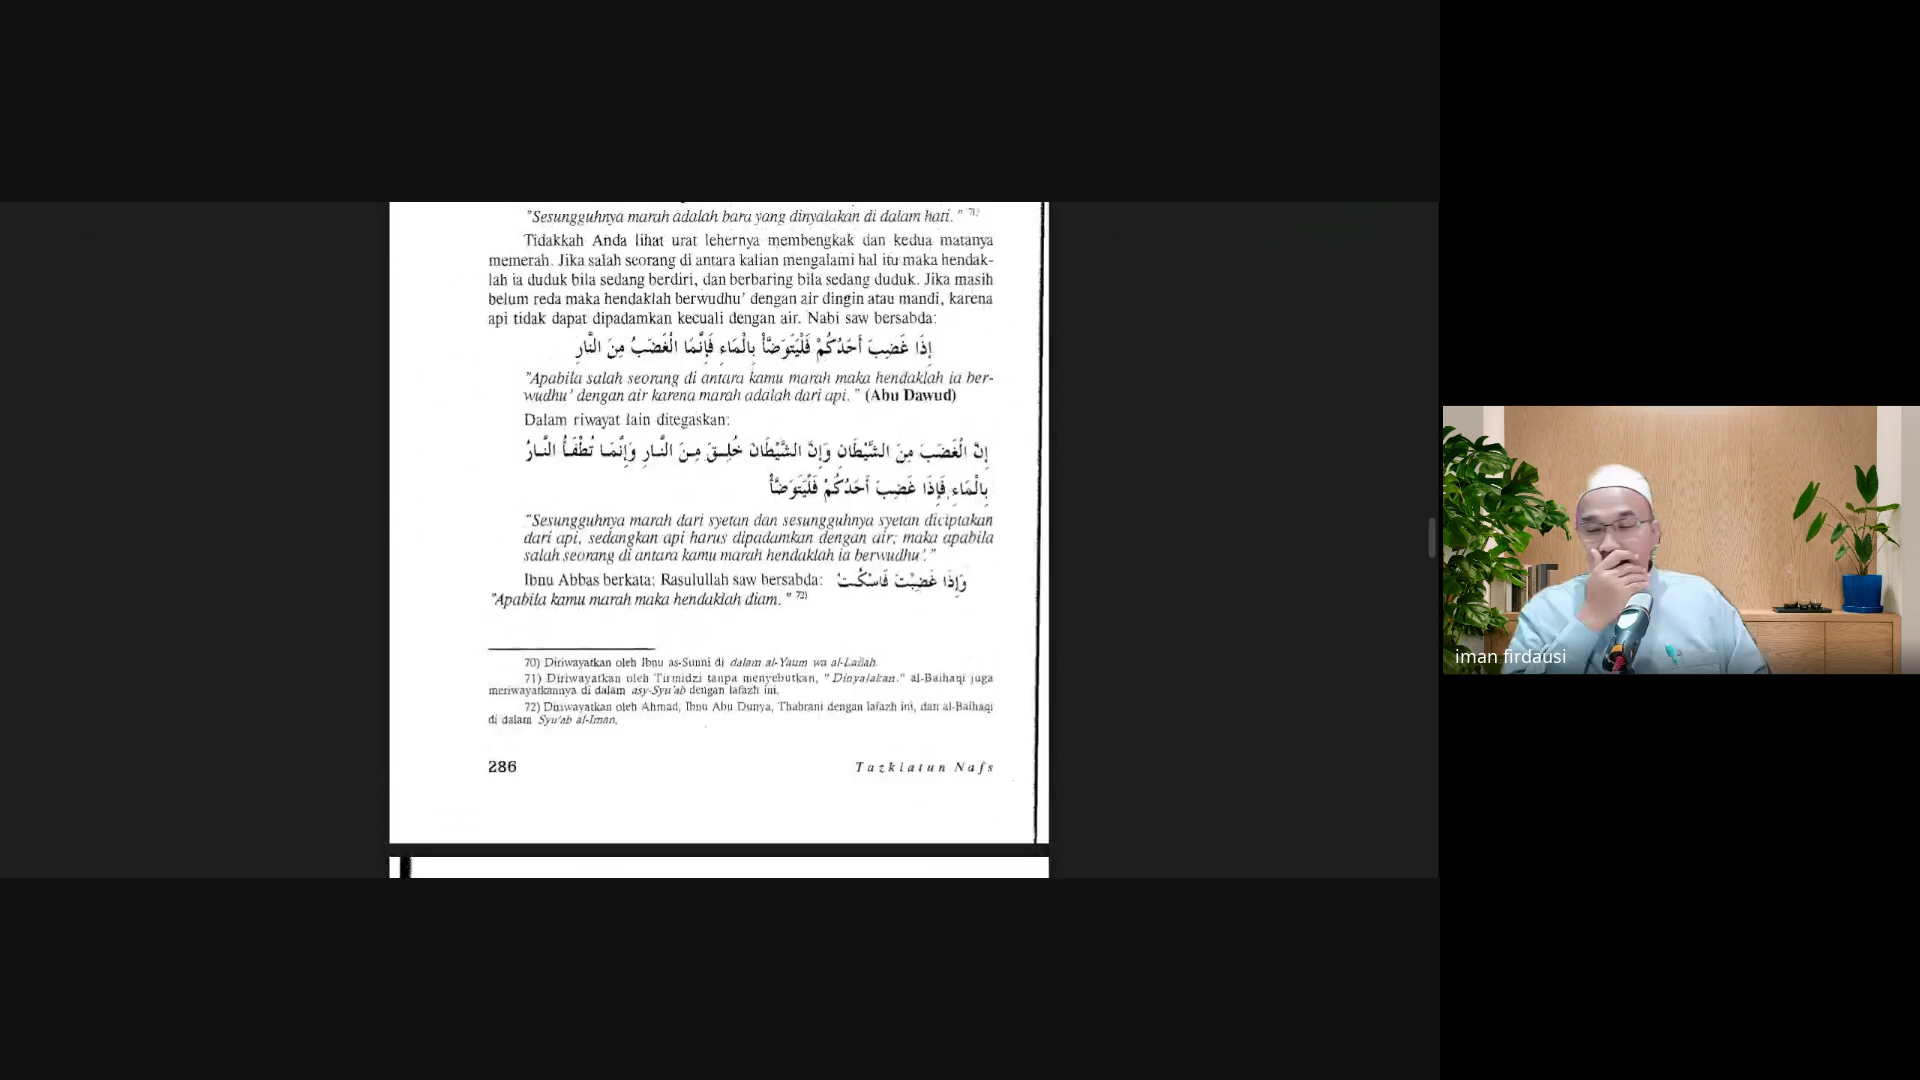 "Sesungguhnya marah adalah bara yang dinyalakan di dalam hati." 71)
Tidakkah Anda lihat urat lehernya membengkak dan kedua matanya
memerah. Jika salah seorang di antara kalian mengalami hal itu maka hendak-
lah ia duduk bila sedang berdiri, dan berbaring bila sedang duduk. Jika masih
belum reda maka hendaklah berwudhu' dengan air dingin atau mandi, karena
api tidak dapat dipadamkan kecuali dengan air. Nabi saw bersabda:
إِذَا غَضِبَ أَحَدُكُمْ فَلْيَتَوَضَّأْ بِالْمَاءِ فَإِنَّمَا الْغَضَبُ مِنَ النَّارِ
"Apabila salah seorang di antara kamu marah maka hendaklah ia ber-
wudhu' dengan air karena marah adalah dari api." (Abu Dawud)
Dalam riwayat lain ditegaskan:
إِنَّ الْغَضَبَ مِنَ الشَّيْطَانِ وَإِنَّ الشَّيْطَانَ خُلِقَ مِنَ النَّارِ وَإِنَّمَا تُطْفَأُ النَّارُ
بِالْمَاءِ فَإِذَا غَضِبَ أَحَدُكُمْ فَلْيَتَوَضَّأْ
"Sesungguhnya marah dari syetan dan sesungguhnya syetan diciptakan
dari api, sedangkan api harus dipadamkan dengan air; maka apabila
salah seorang di antara kamu marah hendaklah ia berwudhu'."
Ibnu Abbas berkata: Rasulullah saw bersabda: وَإِذَا غَضِبْتَ فَاسْكُتْ
"Apabila kamu marah maka hendaklah diam." 72)
70) Diriwayatkan oleh Ibnu as-Sunni di dalam al-Yaum wa al-Lailah.
71) Diriwayatkan oleh Tirmidzi tanpa menyebutkan, "Dinyalakan." al-Baihaqi juga
meriwayatkannya di dalam asy-Syu'ab dengan lafazh ini.
72) Diriwayatkan oleh Ahmad, Ibnu Abu Dunya, Thabrani dengan lafazh ini, dan al-Baihaqi
di dalam Syu'ab al-Iman.
286
Tazkiatun Nafs
iman firdausi